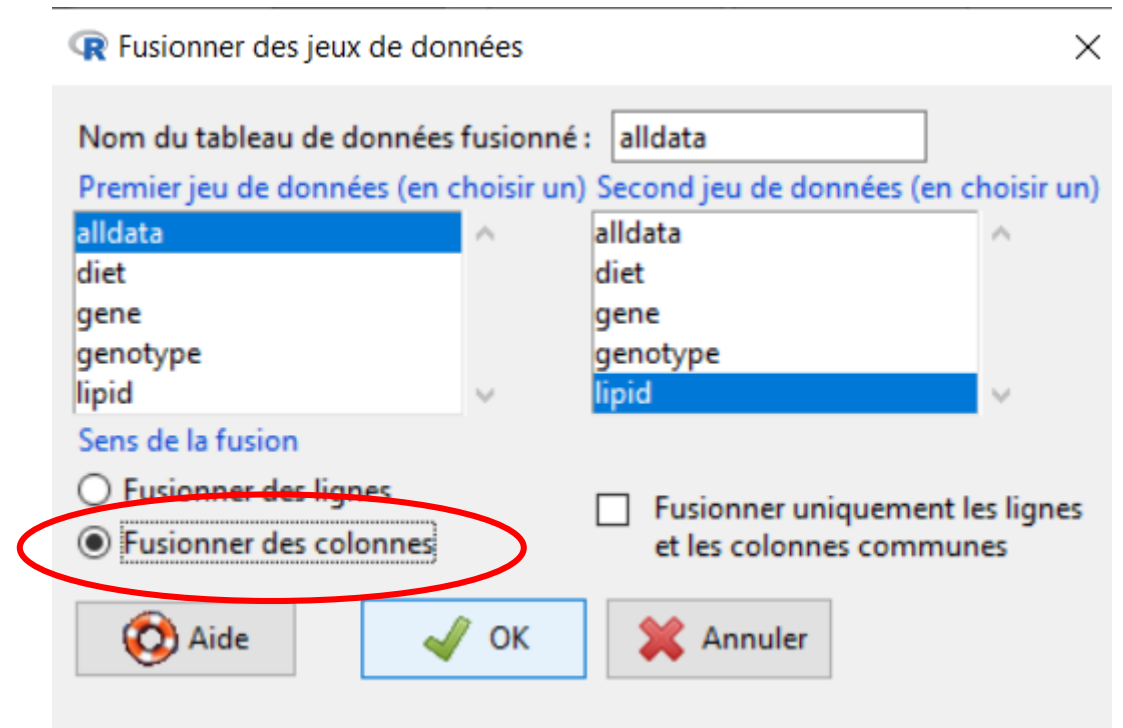 R Fusionner des jeux de données
Nom du tableau de données fusionné : alldata
Premier jeu de données (en choisir un) Second jeu de données (en choisir un)
alldata alldata
diet diet
gene gene
genotype genotype
lipid lipid
Sens de la fusion
Fusionner des lignes
Fusionner des colonnes
Fusionner uniquement les lignes
et les colonnes communes
Aide OK Annuler